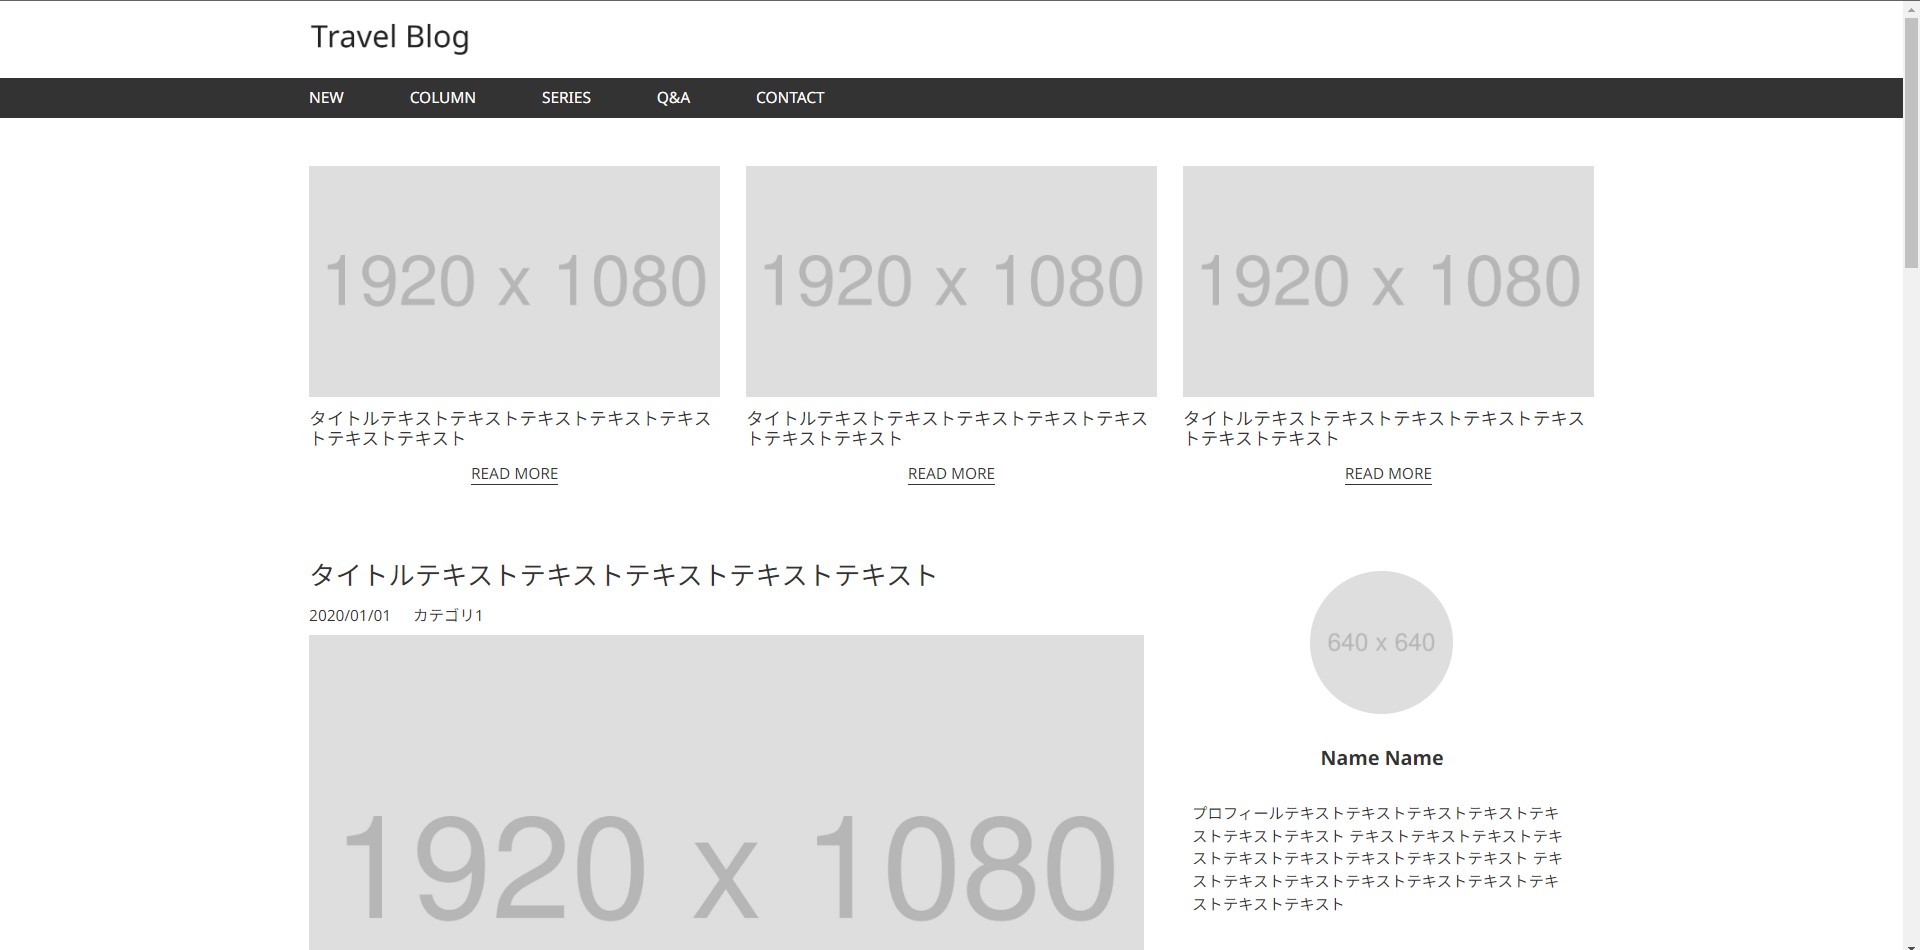 Travel Blog
NEW COLUMN SERIES Q&A CONTACT
1920 x 1080
タイトルテキストテキストテキストテキストテキス
トテキストテキスト
READ MORE
1920 x 1080
タイトルテキストテキストテキストテキストテキス
トテキストテキスト
READ MORE
1920 x 1080
タイトルテキストテキストテキストテキストテキス
トテキストテキスト
READ MORE
タイトルテキストテキストテキストテキストテキスト
2020/01/01 カテゴリ1
1920 x 1080
640 x 640
Name Name
プロフィールテキストテキストテキストテキストテキ
ストテキストテキスト テキストテキストテキストテキ
ストテキストテキストテキストテキストテキスト テキ
ストテキストテキストテキストテキストテキストテキ
ストテキストテキスト